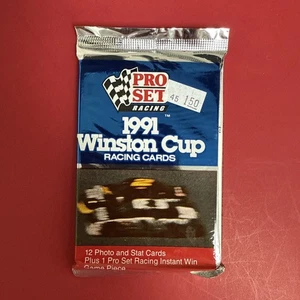 PRO
SET
RACING
TM
45 150
1991
Winston Cup
RACING CARDS
12 Photo and Stat Cards
Plus 1 Pro Set Racing Instant Win
Game Piece